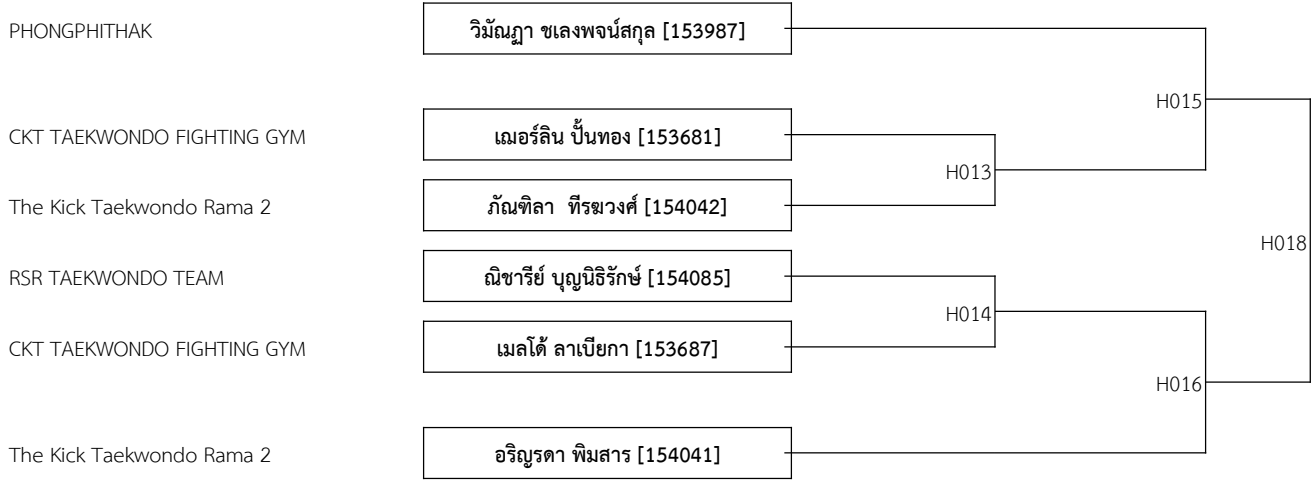 PHONGPHITHAK วิมัณฎา ชเลงพจน์สกุล [153987]
H015
CKT TAEKWONDO FIGHTING GYM เฌอร์ลิน ปั้นทอง [153681]
H013
The Kick Taekwondo Rama 2 ภัณฑิลา ทีรฆวงศ์ [154042]
H018
RSR TAEKWONDO TEAM ณิชารีย์ บุญนิธิรักษ์ [154085]
H014
CKT TAEKWONDO FIGHTING GYM เมลโด้ ลาเบียกา [153687]
H016
The Kick Taekwondo Rama 2 อริญรดา พิมสาร [154041]